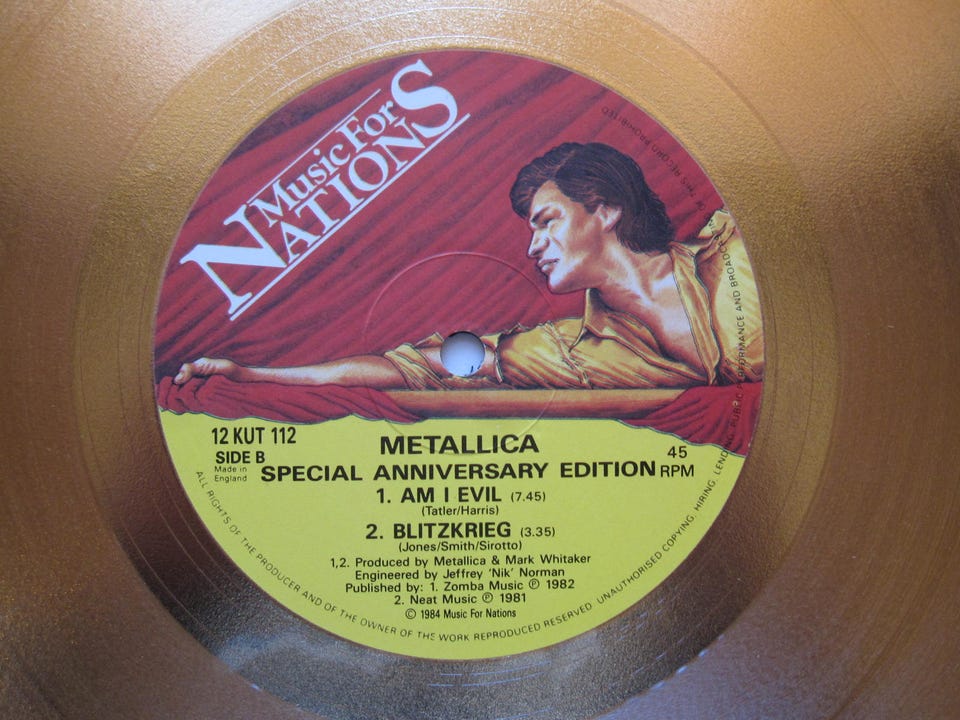 Music For
NATIONS
12 KUT 112
SIDE B
Made in
England
METALLICA
SPECIAL ANNIVERSARY EDITION
45
RPM
1. AM I EVIL (7.45)
(Tatler/Harris)
2. BLITZKRIEG (3.35)
(Jones/Smith/Sirotto)
1,2. Produced by Metallica & Mark Whitaker
Engineered by Jeffrey 'Nik' Norman
Published by: 1. Zomba Music ℗ 1982
2. Neat Music ℗ 1981
© 1984 Music For Nations
ALL RIGHTS OF THE PRODUCER AND OF THE OWNER OF THE WORK REPRODUCED RESERVED. UNAUTHORISED COPYING, HIRING, LENDING, PUBLIC PERFORMANCE AND BROADCASTING OF THIS RECORD PROHIBITED